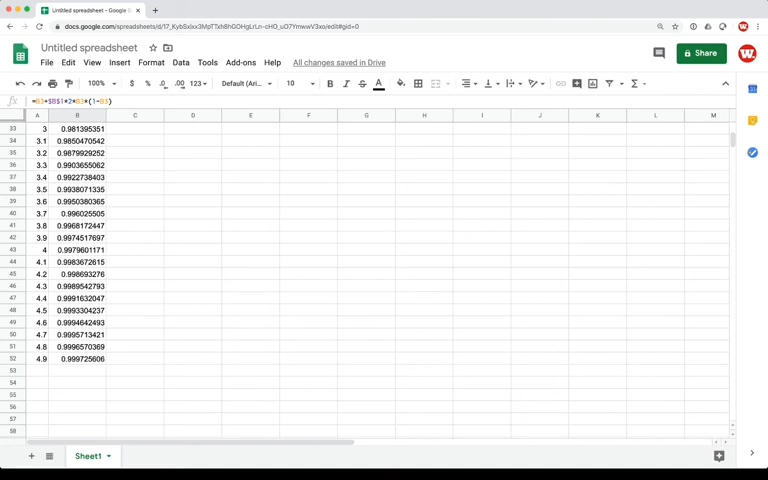 Untitled spreadsheet - Google S
docs.google.com/spreadsheets/d/17_KybSxixx3MpTTxh8hGOHgLrLn-cHO_uO7YmwwV3xo/edit#gid=0
Untitled spreadsheet
File Edit View Insert Format Data Tools Add-ons Help All changes saved in Drive
Share
100% $ % .0 .00 123 Default (Ari... 10 B I S A
fx =B3+$B$1*2*B3*(1-B3)
A B C D E F G H I J K L M
33 3 0.981395351
34 3.1 0.9850470542
35 3.2 0.9879929252
36 3.3 0.9903655062
37 3.4 0.9922738403
38 3.5 0.9938071335
39 3.6 0.9950380365
40 3.7 0.996025505
41 3.8 0.9968172447
42 3.9 0.9974517697
43 4 0.9979601171
44 4.1 0.9983672615
45 4.2 0.998693276
46 4.3 0.9989542793
47 4.4 0.9991632047
48 4.5 0.9993304237
49 4.6 0.9994642493
50 4.7 0.9995713421
51 4.8 0.9996570369
52 4.9 0.999725606
53
54
55
56
57
58
Sheet1